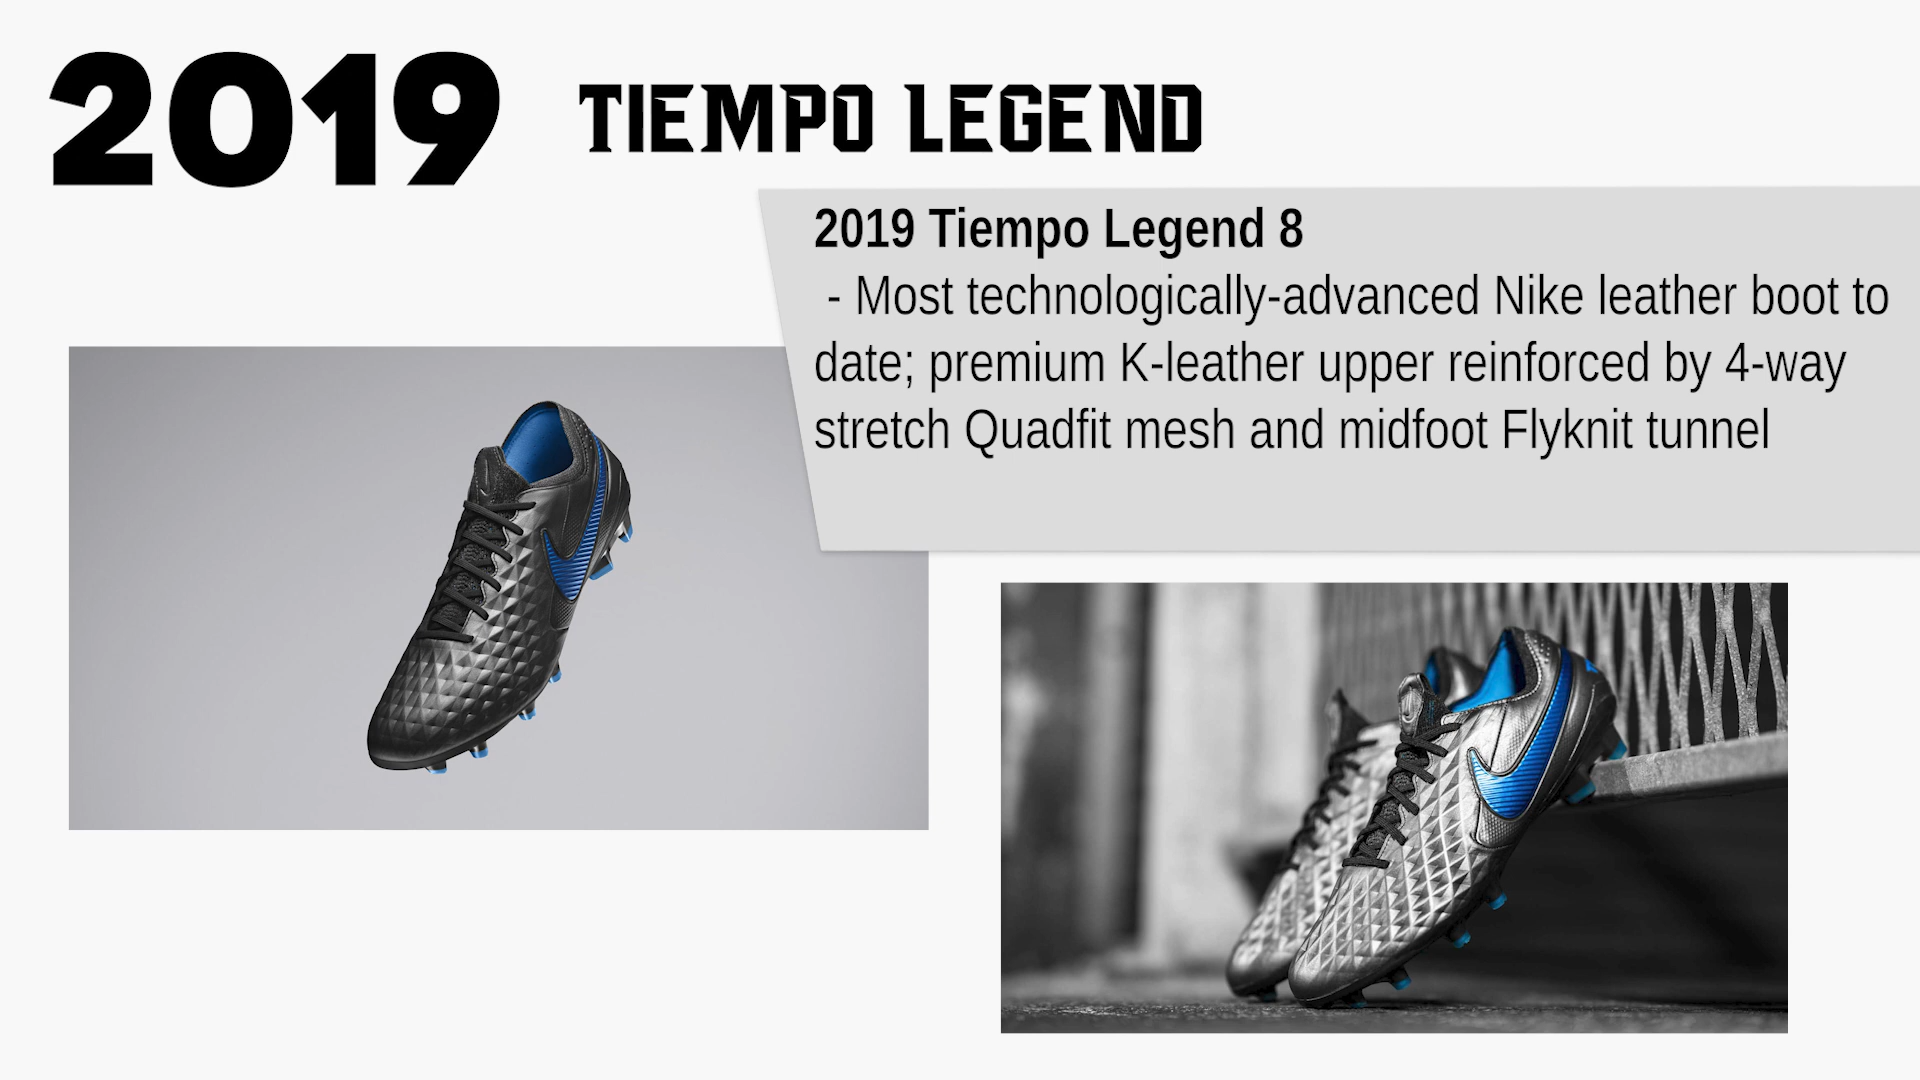 2019
TIEMPO LEGEND
2019 Tiempo Legend 8
- Most technologically-advanced Nike leather boot to
date; premium K-leather upper reinforced by 4-way
stretch Quadfit mesh and midfoot Flyknit tunnel